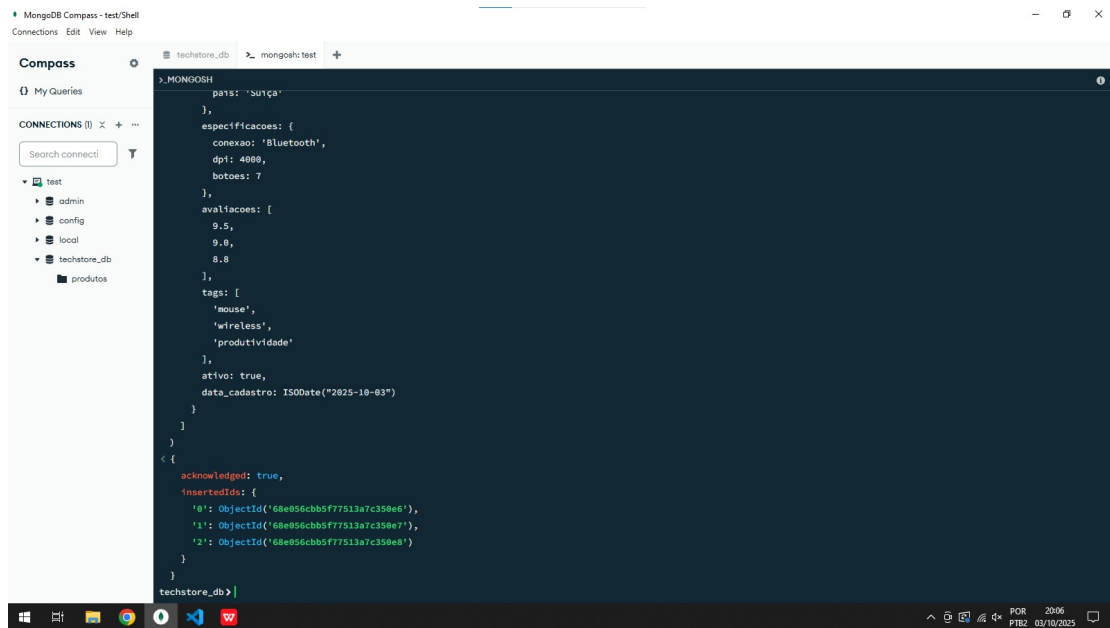 MongoDB Compass - test/Shell
Connections Edit View Help
Compass
techstore_db >_ mongosh: test +
>_MONGOSH
{} My Queries
CONNECTIONS (1)
Search connecti
test
admin
config
local
techstore_db
produtos
país: 'Suíça'
},
especificacoes: {
conexao: 'Bluetooth',
dpi: 4000,
botoes: 7
},
avaliacoes: [
9.5,
9.0,
8.8
],
tags: [
'mouse',
'wireless',
'produtividade'
],
ativo: true,
data_cadastro: ISODate("2025-10-03")
}
]
)
< {
acknowledged: true,
insertedIds: {
'0': ObjectId('68e056cbb5f77513a7c350e6'),
'1': ObjectId('68e056cbb5f77513a7c350e7'),
'2': ObjectId('68e056cbb5f77513a7c350e8')
}
}
techstore_db>
POR 20:06
PTB2 03/10/2025